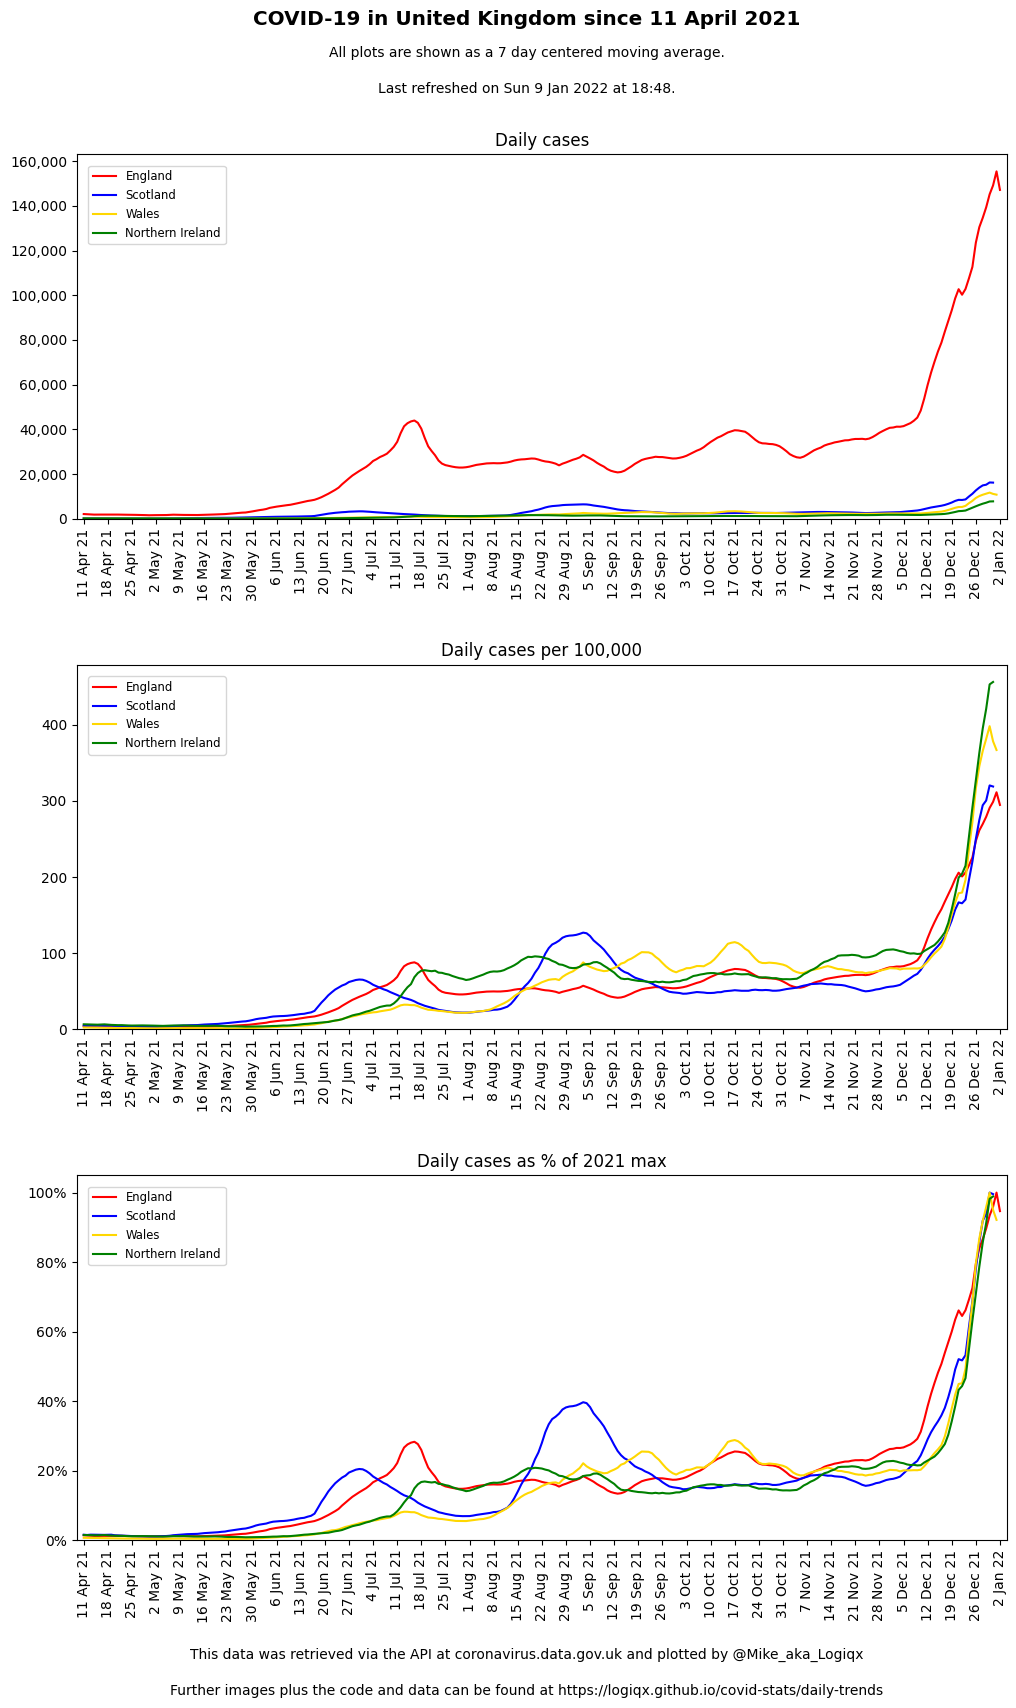 COVID-19 in United Kingdom since 11 April 2021
All plots are shown as a 7 day centered moving average.
Last refreshed on Sun 9 Jan 2022 at 18:48.
Daily cases
160,000
140,000
120,000
100,000
80,000
60,000
40,000
20,000
0
England
Scotland
Wales
Northern Ireland
11 Apr 21
18 Apr 21
25 Apr 21
2 May 21
9 May 21
16 May 21
23 May 21
30 May 21
6 Jun 21
13 Jun 21
20 Jun 21
27 Jun 21
4 Jul 21
11 Jul 21
18 Jul 21
25 Jul 21
1 Aug 21
8 Aug 21
15 Aug 21
22 Aug 21
29 Aug 21
5 Sep 21
12 Sep 21
19 Sep 21
26 Sep 21
3 Oct 21
10 Oct 21
17 Oct 21
24 Oct 21
31 Oct 21
7 Nov 21
14 Nov 21
21 Nov 21
28 Nov 21
5 Dec 21
12 Dec 21
19 Dec 21
26 Dec 21
2 Jan 22
Daily cases per 100,000
400
300
200
100
0
England
Scotland
Wales
Northern Ireland
11 Apr 21
18 Apr 21
25 Apr 21
2 May 21
9 May 21
16 May 21
23 May 21
30 May 21
6 Jun 21
13 Jun 21
20 Jun 21
27 Jun 21
4 Jul 21
11 Jul 21
18 Jul 21
25 Jul 21
1 Aug 21
8 Aug 21
15 Aug 21
22 Aug 21
29 Aug 21
5 Sep 21
12 Sep 21
19 Sep 21
26 Sep 21
3 Oct 21
10 Oct 21
17 Oct 21
24 Oct 21
31 Oct 21
7 Nov 21
14 Nov 21
21 Nov 21
28 Nov 21
5 Dec 21
12 Dec 21
19 Dec 21
26 Dec 21
2 Jan 22
Daily cases as % of 2021 max
100%
80%
60%
40%
20%
0%
England
Scotland
Wales
Northern Ireland
11 Apr 21
18 Apr 21
25 Apr 21
2 May 21
9 May 21
16 May 21
23 May 21
30 May 21
6 Jun 21
13 Jun 21
20 Jun 21
27 Jun 21
4 Jul 21
11 Jul 21
18 Jul 21
25 Jul 21
1 Aug 21
8 Aug 21
15 Aug 21
22 Aug 21
29 Aug 21
5 Sep 21
12 Sep 21
19 Sep 21
26 Sep 21
3 Oct 21
10 Oct 21
17 Oct 21
24 Oct 21
31 Oct 21
7 Nov 21
14 Nov 21
21 Nov 21
28 Nov 21
5 Dec 21
12 Dec 21
19 Dec 21
26 Dec 21
2 Jan 22
This data was retrieved via the API at coronavirus.data.gov.uk and plotted by @Mike_aka_Logiqx
Further images plus the code and data can be found at https://logiqx.github.io/covid-stats/daily-trends